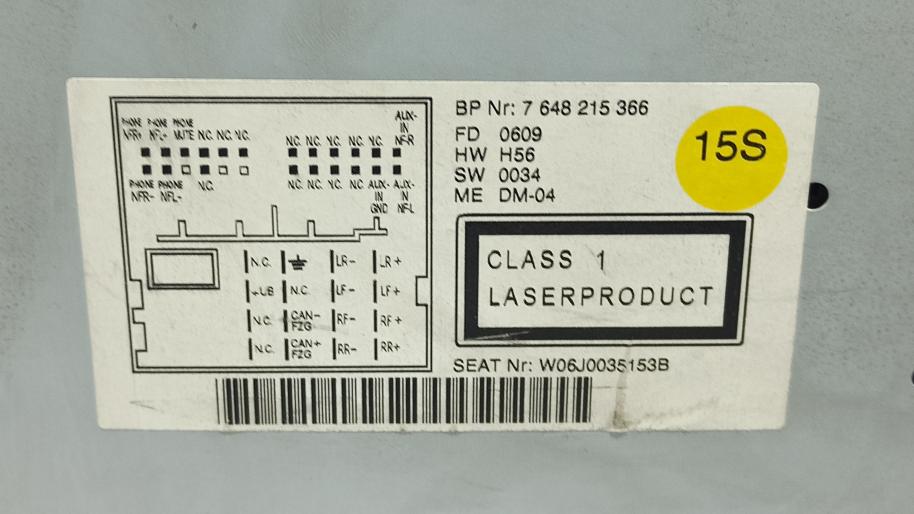 PHONE PHONE PHONE
NFR+ NFL+ MUTE N.C. N.C. N.C.
AUX-
IN
NF-R
N.C. N.C. N.C. N.C. N.C.
PHONE PHONE N.C.
NFR- NFL-
N.C. N.C. N.C. N.C. AUX- AUX-
IN IN
GND NF-L
N.C. LR- LR+
+UB N.C. LF- LF+
N.C. CAN- FZG RF- RF+
N.C. CAN+ FZG RR- RR+
BP Nr: 7 648 215 366
FD 0609
HW H56
SW 0034
ME DM-04
15S
CLASS 1
LASERPRODUCT
SEAT Nr: W06J0035153B